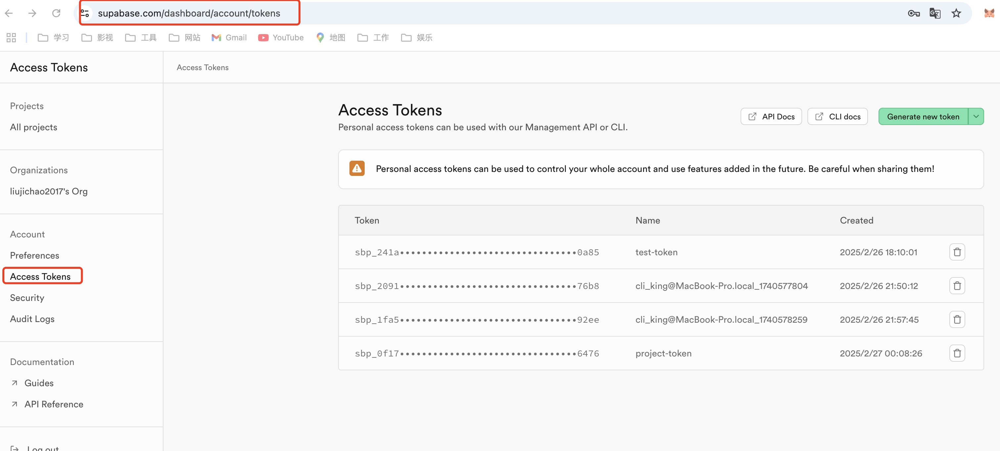 supabase.com/dashboard/account/tokens
学习 影视 工具 网站 Gmail YouTube 地图 工作 娱乐
Access Tokens
Access Tokens
Projects
All projects
Organizations
liujichao2017's Org
Account
Preferences
Access Tokens
Security
Audit Logs
Documentation
Guides
API Reference
Log out
Access Tokens
Personal access tokens can be used with our Management API or CLI.
API Docs
CLI docs
Generate new token
Personal access tokens can be used to control your whole account and use features added in the future. Be careful when sharing them!
Token Name Created
sbp_241a••••••••••••••••••••••••••••••••0a85 test-token 2025/2/26 18:10:01
sbp_2091••••••••••••••••••••••••••••••••76b8 cli_king@MacBook-Pro.local_1740577804 2025/2/26 21:50:12
sbp_1fa5••••••••••••••••••••••••••••••••92ee cli_king@MacBook-Pro.local_1740578259 2025/2/26 21:57:45
sbp_0f17••••••••••••••••••••••••••••••••6476 project-token 2025/2/27 00:08:26